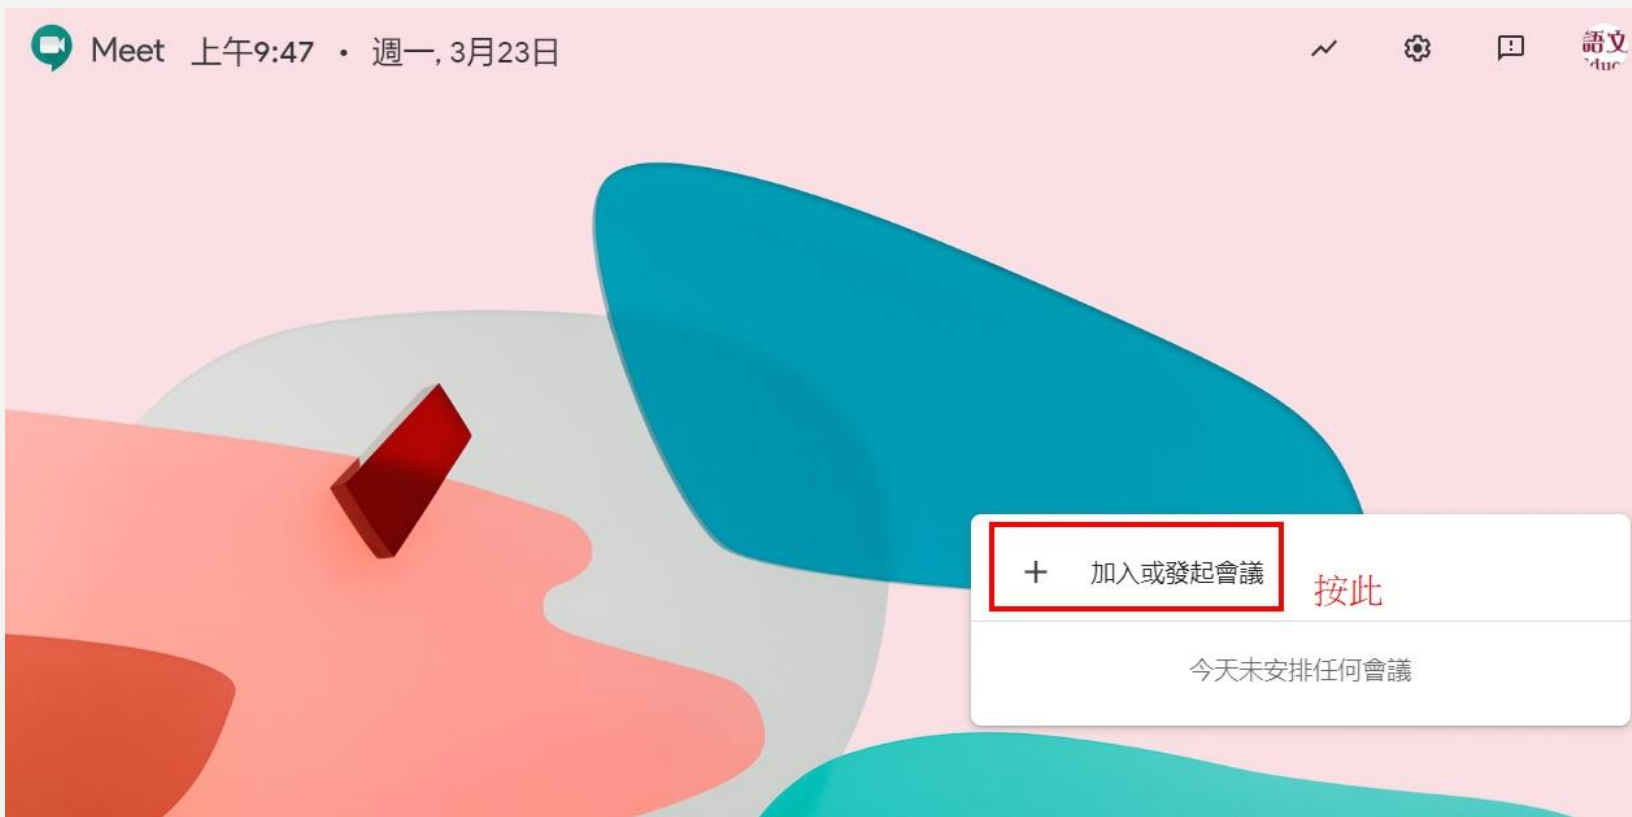 Meet 上午9:47 • 週一, 3月23日
語文
+ 加入或發起會議
按此
今天未安排任何會議